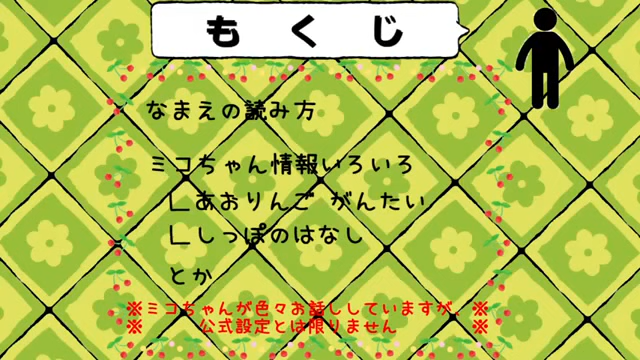 もくじ
なまえの読み方
ミコちゃん情報いろいろ
∟あおりんご がんたい
∟しっぽのはなし
とか
※ミコちゃんが色々お話ししていますが、※
※ 公式設定とは限りません ※